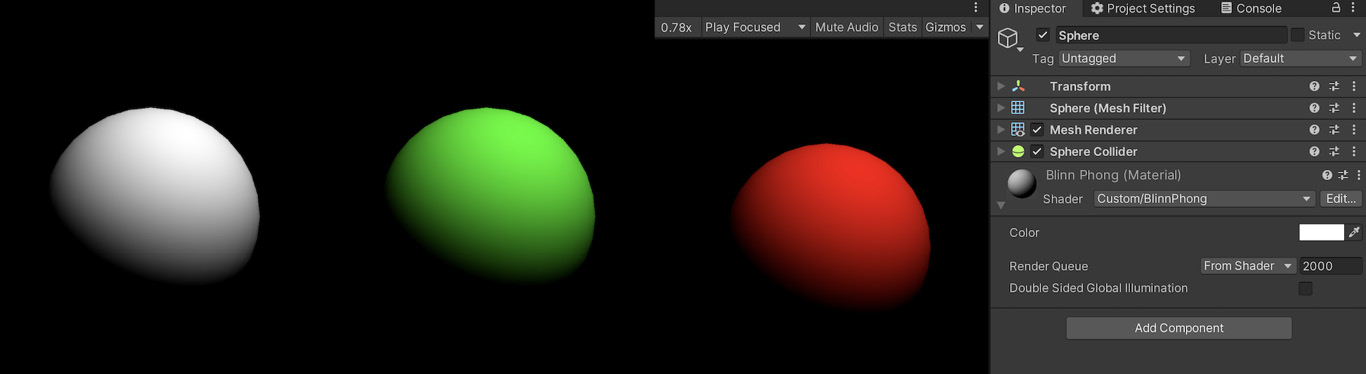 Inspector Project Settings Console
0.78x Play Focused Mute Audio Stats Gizmos
Sphere Static
Tag Untagged Layer Default
Transform
Sphere (Mesh Filter)
Mesh Renderer
Sphere Collider
Blinn Phong (Material)
Shader Custom/BlinnPhong Edit...
Color
Render Queue From Shader 2000
Double Sided Global Illumination
Add Component